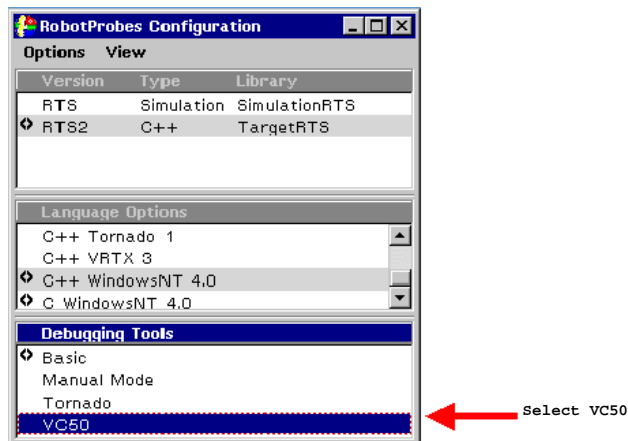 RobotProbes Configuration
Options View
Version Type Library
RTS Simulation SimulationRTS
RTS2 C++ TargetRTS
Language Options
C++ Tornado 1
C++ VRTX 3
C++ WindowsNT 4.0
C WindowsNT 4.0
Debugging Tools
Basic
Manual Mode
Tornado
VC50
Select VC50